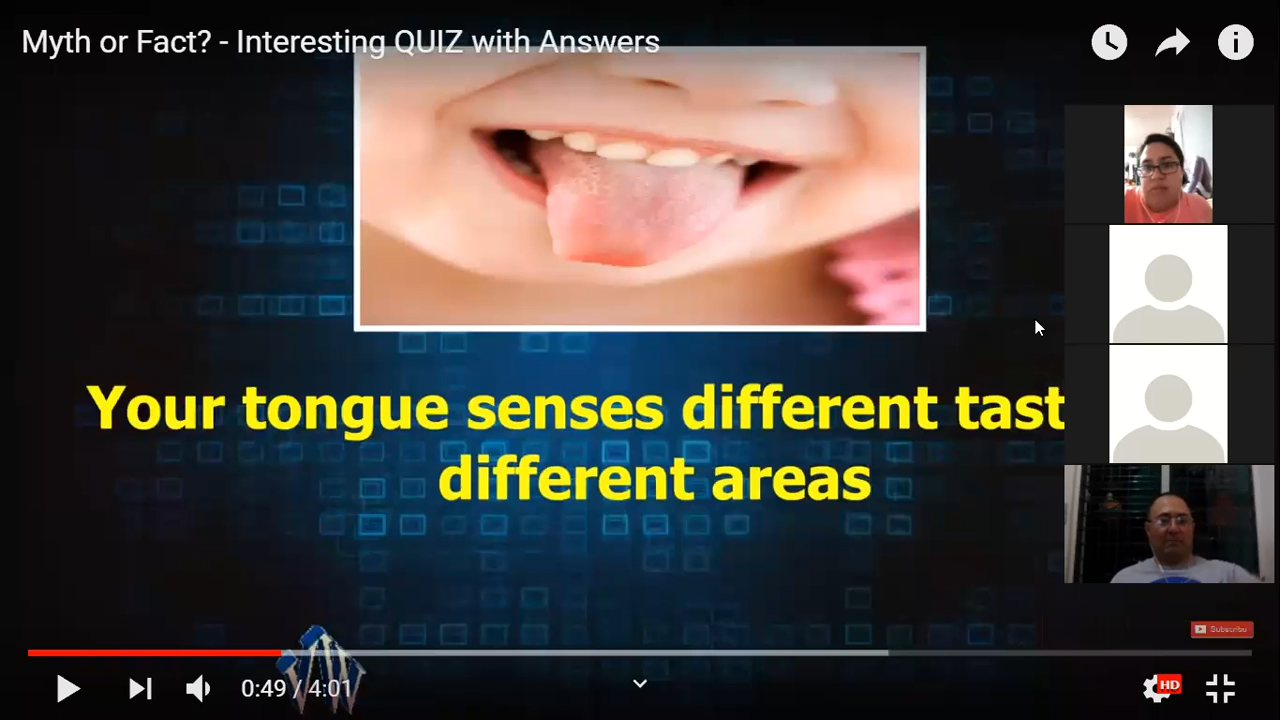 Myth or Fact? - Interesting QUIZ with Answers
Your tongue senses different tast
different areas
Subscribe
0:49 / 4:01
HD